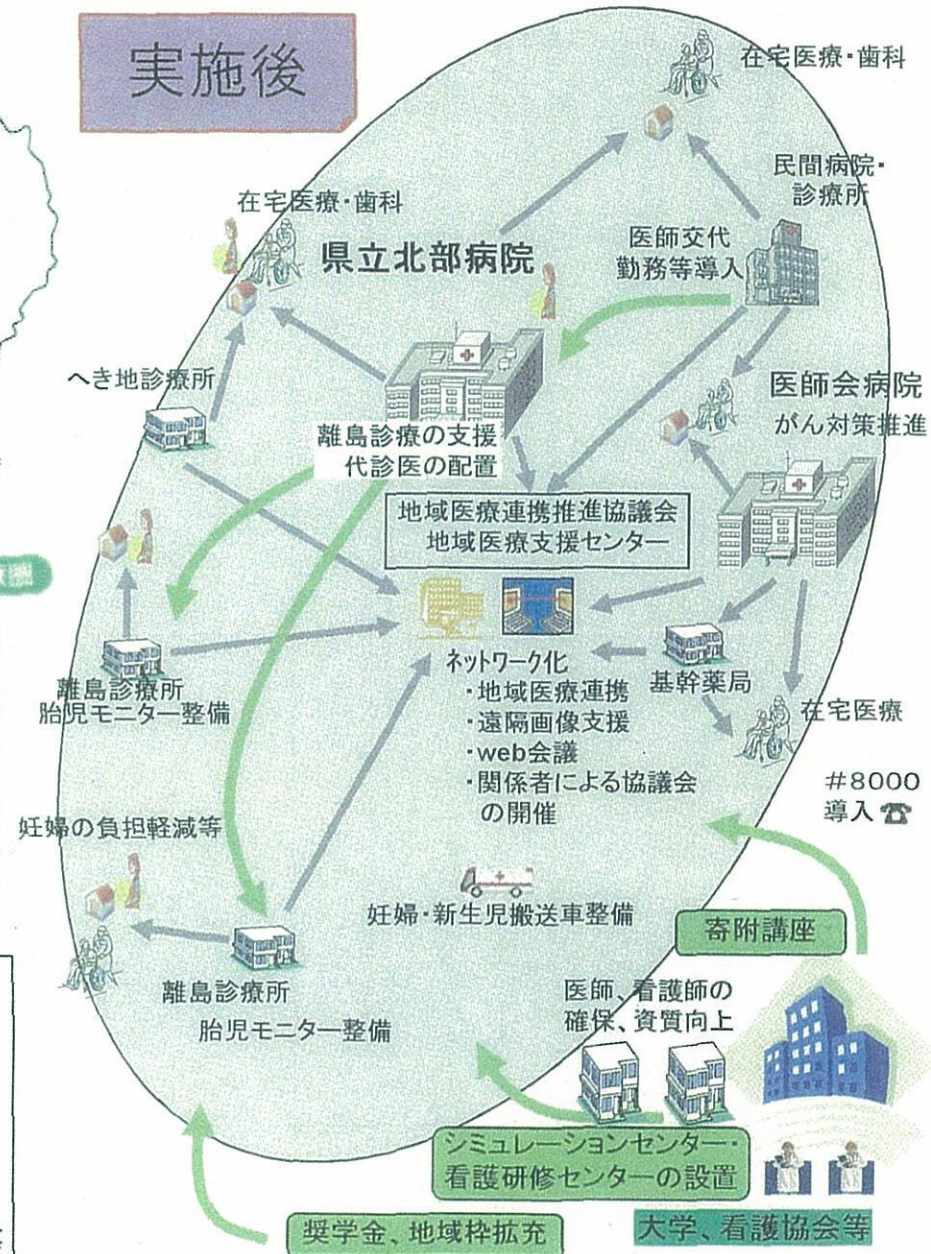 実施後
在宅医療・歯科
民間病院・
診療所
在宅医療・歯科
県立北部病院
医師交代
勤務等導入
へき地診療所
医師会病院
がん対策推進
離島診療の支援
代診医の配置
地域医療連携推進協議会
地域医療支援センター
離島診療所
胎児モニター整備
ネットワーク化
・地域医療連携
・遠隔画像支援
・web会議
・関係者による協議会
の開催
基幹薬局
在宅医療
#8000
導入☎
妊婦の負担軽減等
妊婦・新生児搬送車整備
離島診療所
胎児モニター整備
寄附講座
医師、看護師の
確保、資質向上
シミュレーションセンター・
看護研修センターの設置
大学、看護協会等
奨学金、地域枠拡充